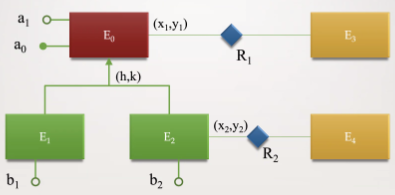 a₁
(x₁,y₁)
E₀
E₃
a₀
R₁
(h,k)
E₁
E₂
(x₂,y₂)
E₄
R₂
b₁
b₂